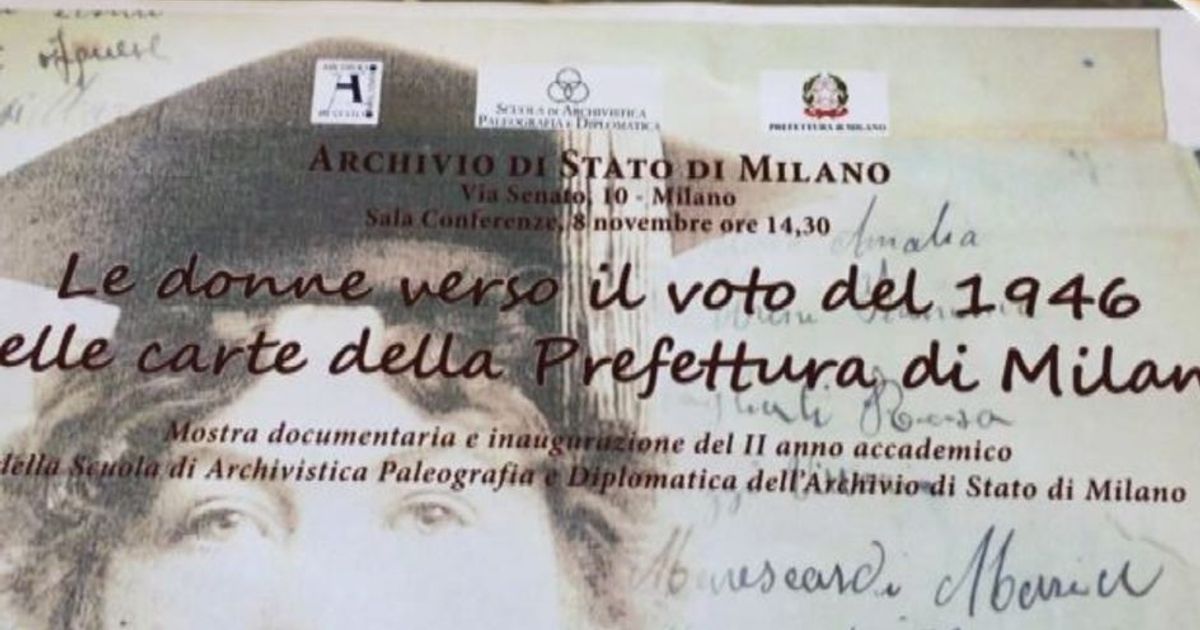 SCUOLA DI ARCHIVISTICA
PALEOGRAFIA E DIPLOMATICA
PREFETTURA DI MILANO
ARCHIVIO DI STATO DI MILANO
Via Senato, 10 - Milano
Sala Conferenze, 8 novembre ore 14,30
Amalia
Le donne verso il voto del 1946
elle carte della Prefettura di Milan
Rosa
Mostra documentaria e inaugurazione del II anno accademico
della Scuola di Archivistica Paleografia e Diplomatica dell'Archivio di Stato di Milano
Maria